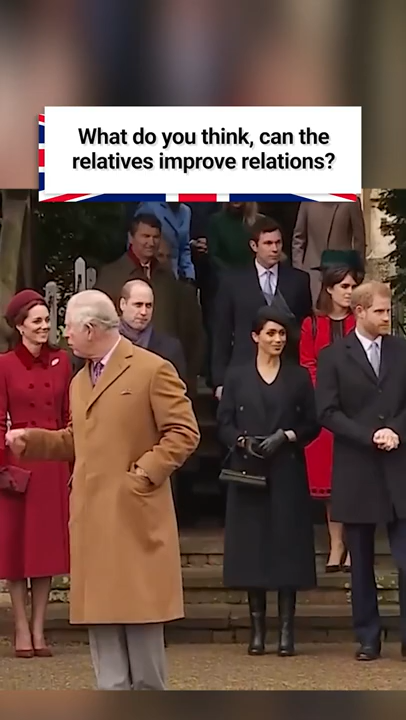 What do you think, can the
relatives improve relations?